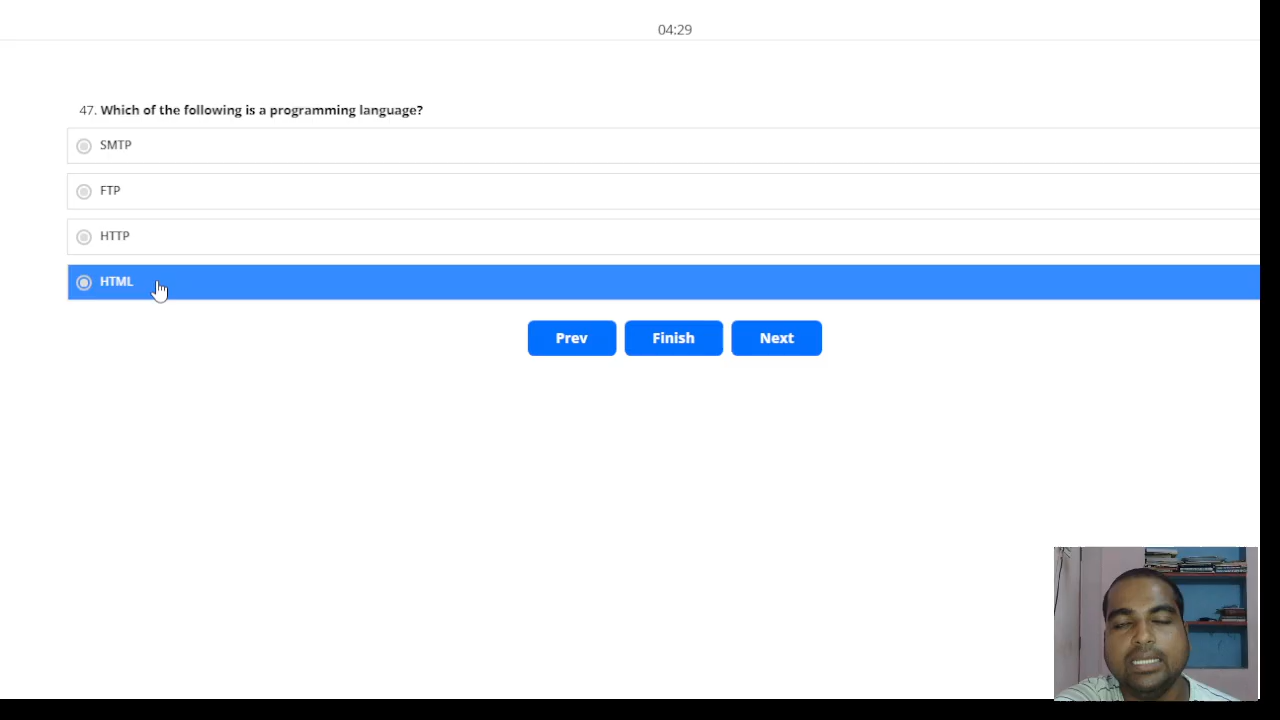 04:29
47. Which of the following is a programming language?
SMTP
FTP
HTTP
HTML
Prev Finish Next